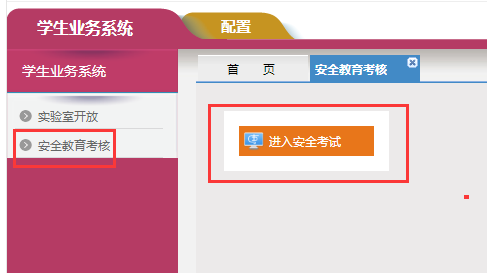 学生业务系统
配置
学生业务系统
实验室开放
安全教育考核
首 页
安全教育考核
进入安全考试